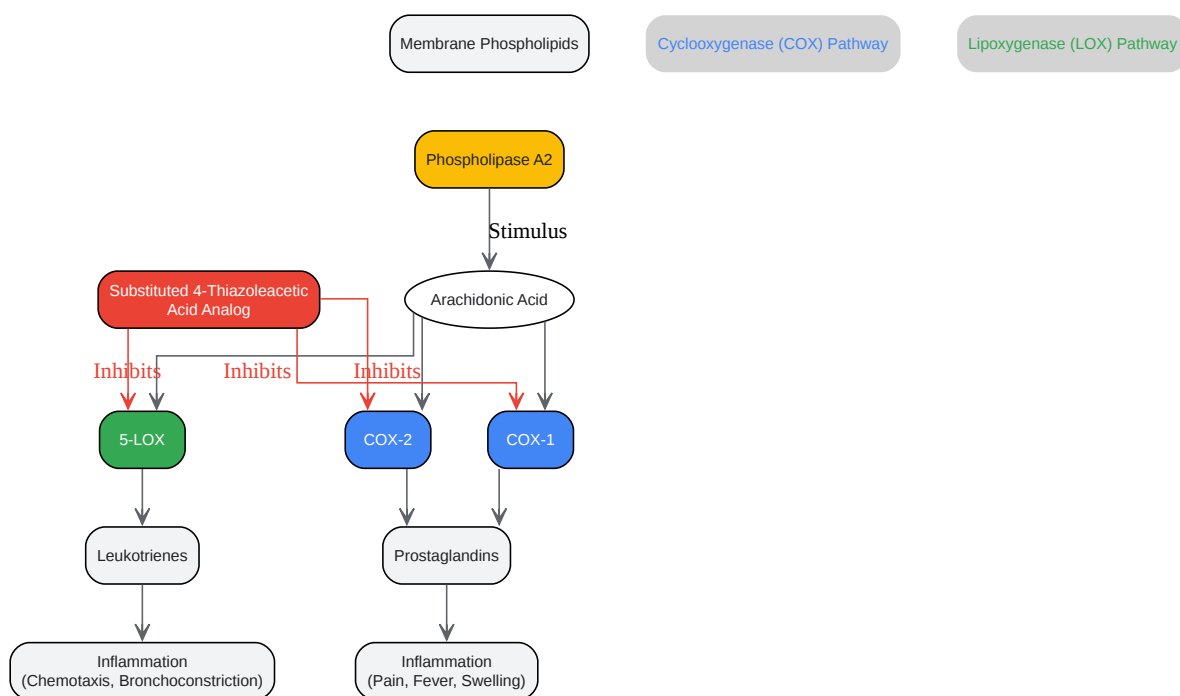 Membrane Phospholipids
Cyclooxygenase (COX) Pathway
Lipoxygenase (LOX) Pathway
Phospholipase A2
Stimulus
Substituted 4-Thiazoleacetic
Acid Analog
Arachidonic Acid
Inhibits
Inhibits
Inhibits
5-LOX
COX-2
COX-1
Leukotrienes
Prostaglandins
Inflammation
(Chemotaxis, Bronchoconstriction)
Inflammation
(Pain, Fever, Swelling)